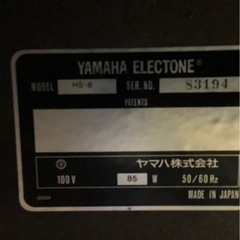 YAMAHA ELECTONE®
MODEL HS-8 SER.NO. 83194
PATENTS
〒 ヤマハ株式会社
100V 85 W 50/60Hz
MADE IN JAPAN